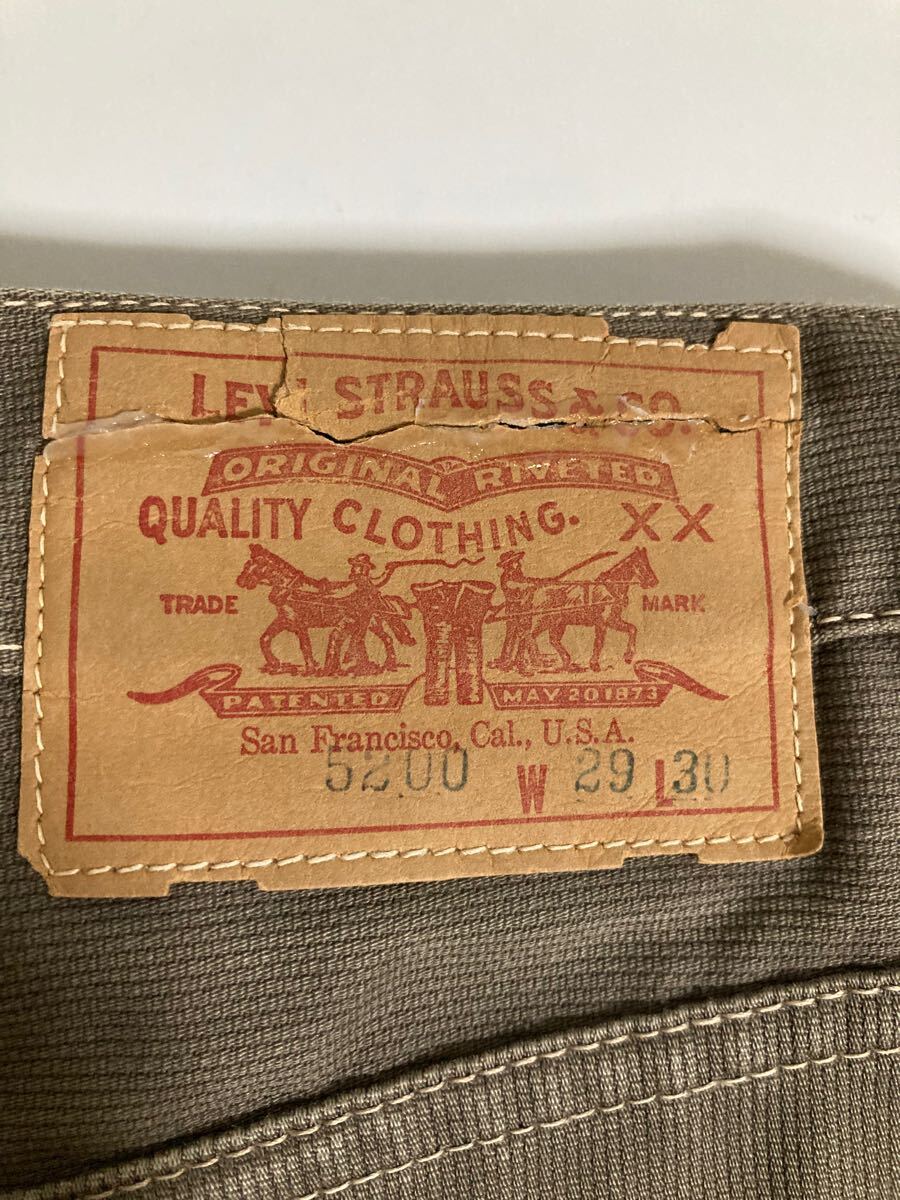 LEVI STRAUSS & CO.
ORIGINAL RIVETED
QUALITY CLOTHING. XX
TRADE MARK
PATENTED MAY 20 1873
San Francisco, Cal., U.S.A.
5200 W 29 L 30